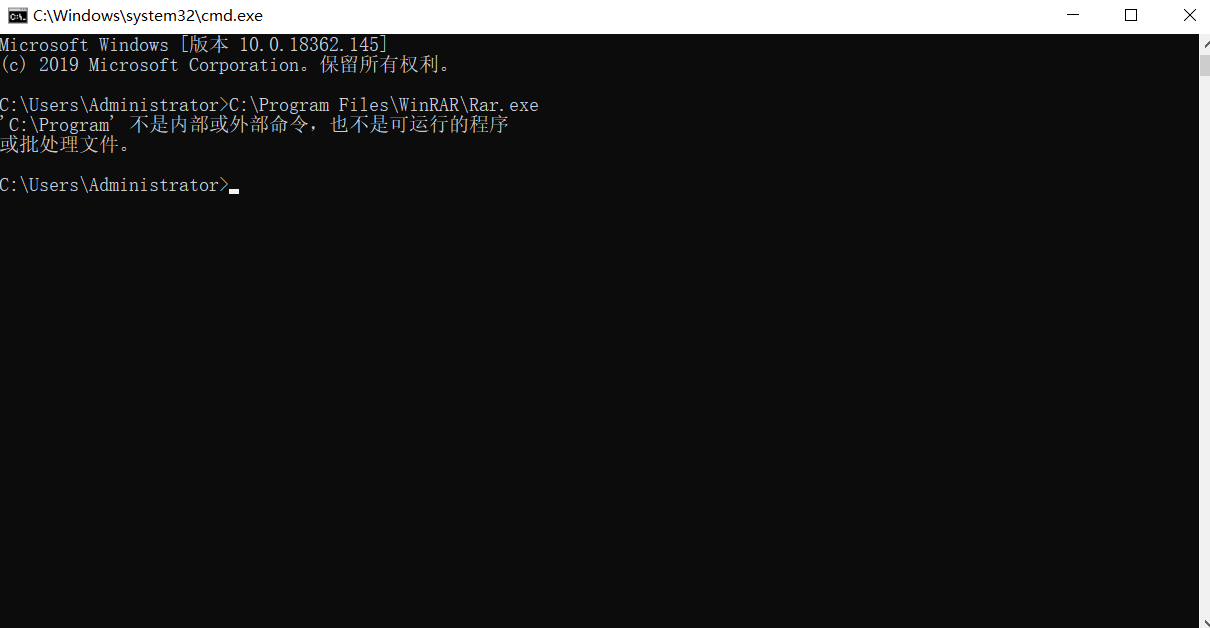 C:\Windows\system32\cmd.exe
Microsoft Windows [版本 10.0.18362.145]
(c) 2019 Microsoft Corporation。保留所有权利。
C:\Users\Administrator>C:\Program Files\WinRAR\Rar.exe
'C:\Program' 不是内部或外部命令，也不是可运行的程序
或批处理文件。
C:\Users\Administrator>